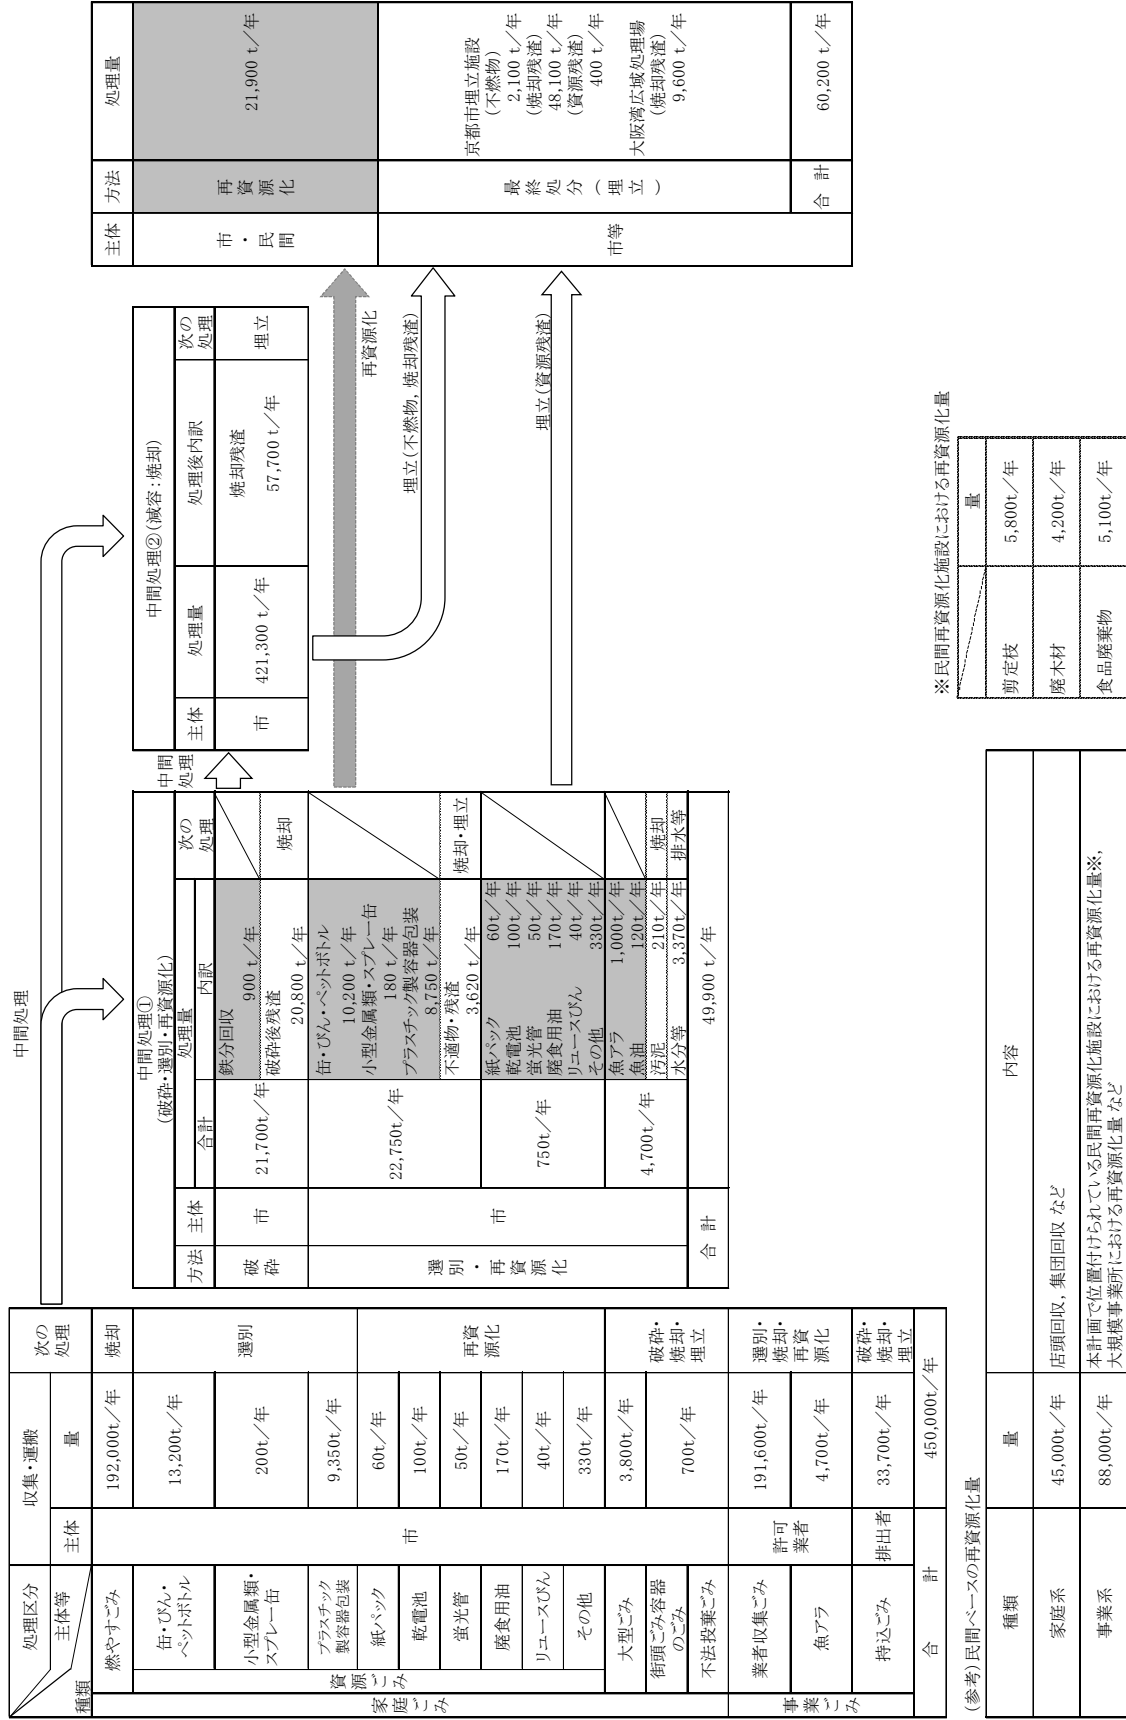 処理区分
主体等
種類
収集・運搬
主体
量
次の
処理
家庭ごみ
燃やすごみ
市
192,000t/年
焼却
資源ごみ
缶・びん・
ペットボトル
13,200t/年
選別
小型金属類・
スプレー缶
200t/年
プラスチック
製容器包装
9,350t/年
紙パック
60t/年
再資
源化
乾電池
100t/年
蛍光管
50t/年
廃食用油
170t/年
リユースびん
40t/年
その他
330t/年
大型ごみ
3,800t/年
破砕・
焼却・
埋立
街頭ごみ容器
のごみ
700t/年
不法投棄ごみ
事業ごみ
業者収集ごみ
許可
業者
191,600t/年
選別・
焼却・
再資
源化
魚アラ
4,700t/年
持込ごみ
排出者
33,700t/年
破砕・
焼却・
埋立
合 計
450,000t/年
中間処理
中間処理①
(破砕・選別・再資源化)
方法
主体
処理量
合計
内訳
次の
処理
破砕
市
21,700t/年
鉄分回収
900 t/年
破砕後残渣
20,800 t/年
焼却
選別・再資源化
市
22,750t/年
缶・びん・ペットボトル
10,200 t/年
小型金属類・スプレー缶
180 t/年
プラスチック製容器包装
8,750 t/年
不適物・残渣
3,620 t/年
焼却・埋立
750t/年
紙パック 60t/年
乾電池 100t/年
蛍光管 50t/年
廃食用油 170t/年
リユースびん 40t/年
その他 330t/年
4,700t/年
魚アラ 1,000t/年
魚油 120t/年
汚泥 210t/年
焼却
水分等 3,370t/年
排水等
合 計
49,900 t/年
中間
処理
中間処理②(減容:焼却)
主体
処理量
処理後内訳
次の
処理
市
421,300 t/年
焼却残渣
57,700 t/年
埋立
再資源化
埋立(不燃物,焼却残渣)
埋立(資源残渣)
主体
方法
処理量
市・民間
再資源化
21,900 t/年
市等
最終処分(埋立)
京都市埋立施設
(不燃物)
2,100 t/年
(焼却残渣)
48,100 t/年
(資源残渣)
400 t/年
大阪湾広域処理場
(焼却残渣)
9,600 t/年
合 計
60,200 t/年
(参考)民間ベースの再資源化量
種類
量
内容
家庭系
45,000t/年
店頭回収,集団回収 など
事業系
88,000t/年
本計画で位置付けられている民間再資源化施設における再資源化量※,
大規模事業所における再資源化量 など
※民間再資源化施設における再資源化量
量
剪定枝
5,800t/年
廃木材
4,200t/年
食品廃棄物
5,100t/年